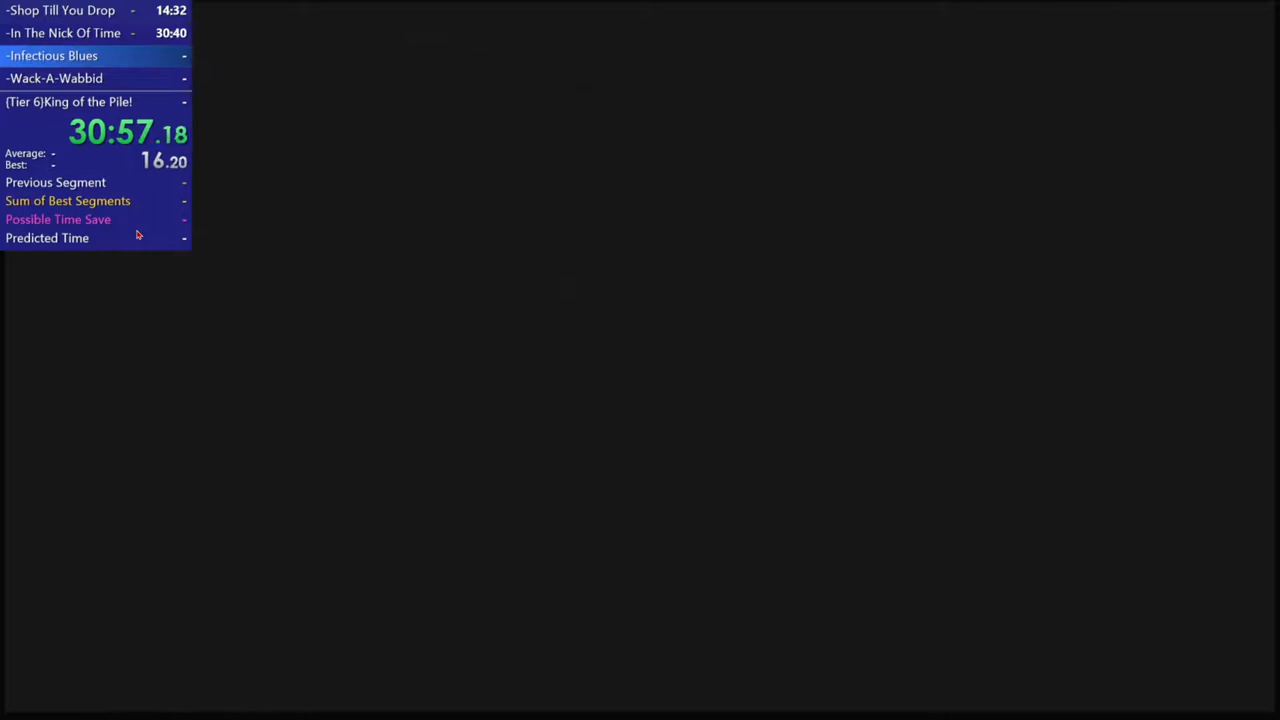 -Shop Till You Drop - 14:32
-In The Nick Of Time - 30:40
-Infectious Blues -
-Wack-A-Wabbid -
{Tier 6}King of the Pile! -
30:57.18
Average: -
Best: -
16.20
Previous Segment -
Sum of Best Segments -
Possible Time Save -
Predicted Time -